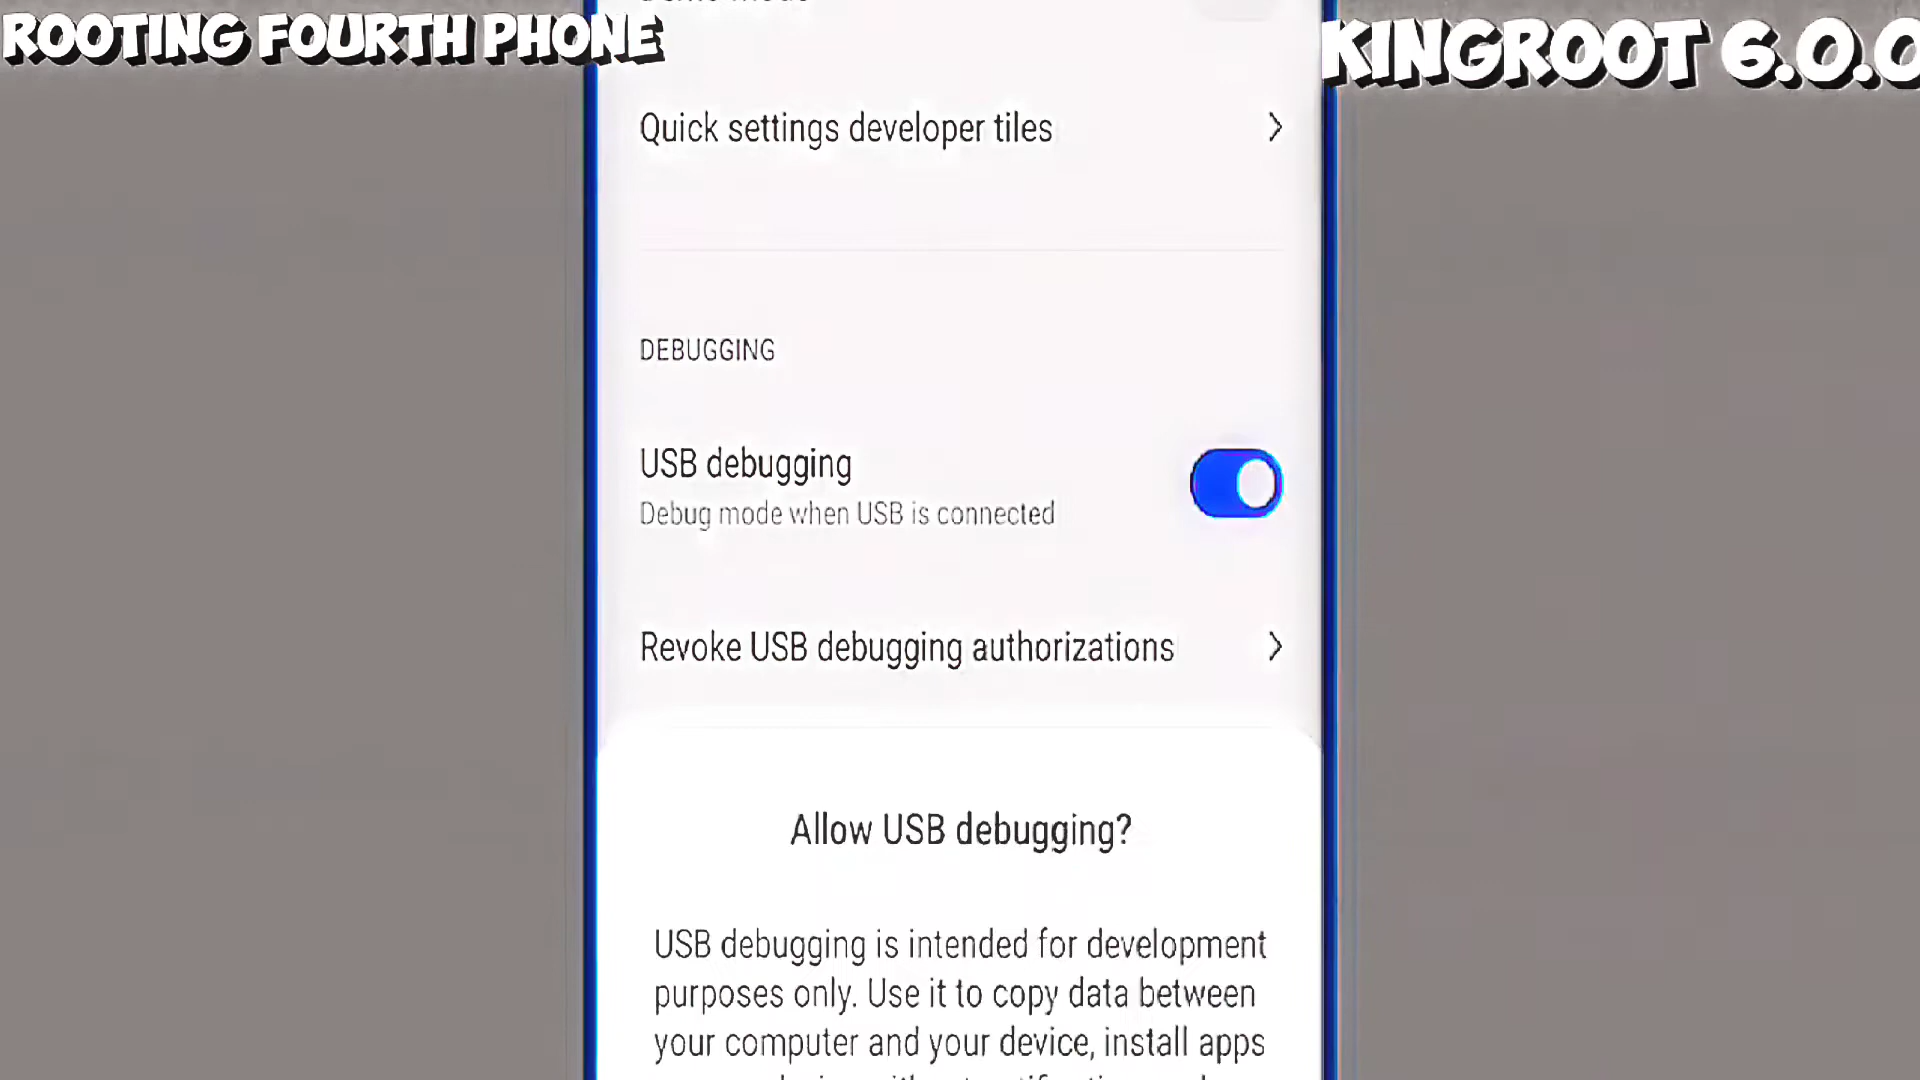 ROOTING FOURTH PHONE
KINGROOT 6.0.0
Quick settings developer tiles
DEBUGGING
USB debugging
Debug mode when USB is connected
Revoke USB debugging authorizations
Allow USB debugging?
USB debugging is intended for development
purposes only. Use it to copy data between
your computer and your device, install apps